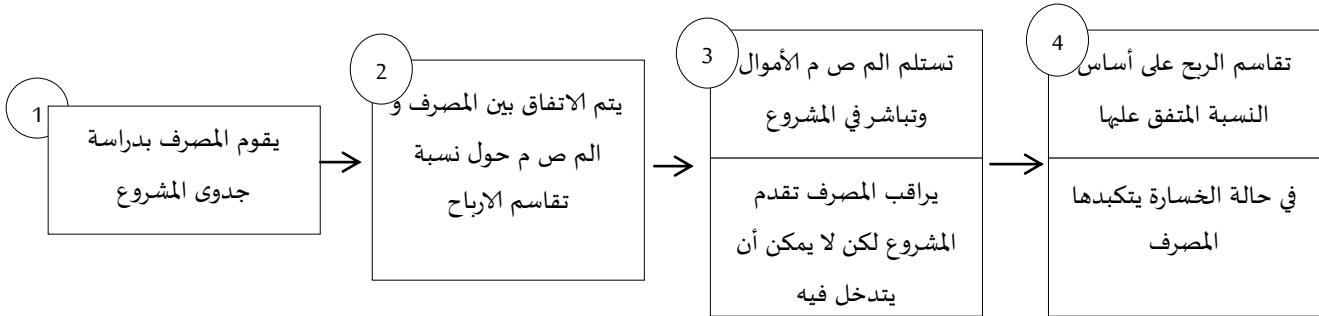 1
يقوم المصرف بدراسة
جدوى المشروع
2
يتم الاتفاق بين المصرف و
الم ص م حول نسبة
تقاسم الارباح
3
تستلم الم ص م الأموال
وتباشر في المشروع
يراقب المصرف تقدم
المشروع لكن لا يمكن أن
يتدخل فيه
4
تقاسم الربح على أساس
النسبة المتفق عليها
في حالة الخسارة يتكبدها
المصرف